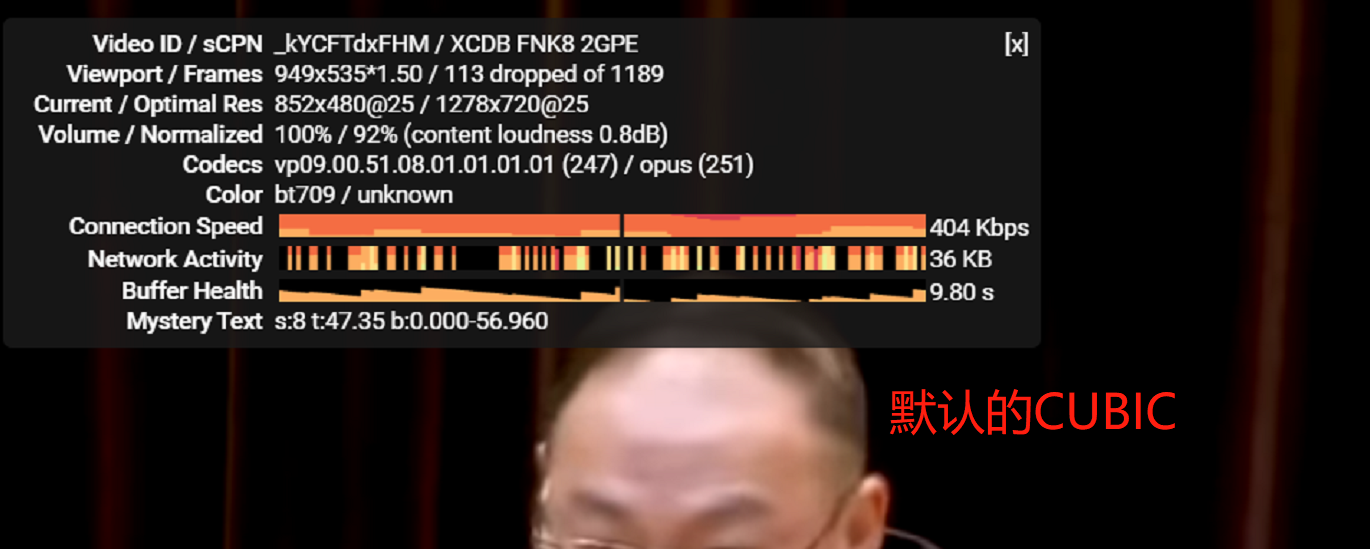 Video ID / sCPN _kYCFTdxFHM / XCDB FNK8 2GPE [x]
Viewport / Frames 949x535*1.50 / 113 dropped of 1189
Current / Optimal Res 852x480@25 / 1278x720@25
Volume / Normalized 100% / 92% (content loudness 0.8dB)
Codecs vp09.00.51.08.01.01.01.01 (247) / opus (251)
Color bt709 / unknown
Connection Speed 404 Kbps
Network Activity 36 KB
Buffer Health 9.80 s
Mystery Text s:8 t:47.35 b:0.000-56.960
默认的CUBIC